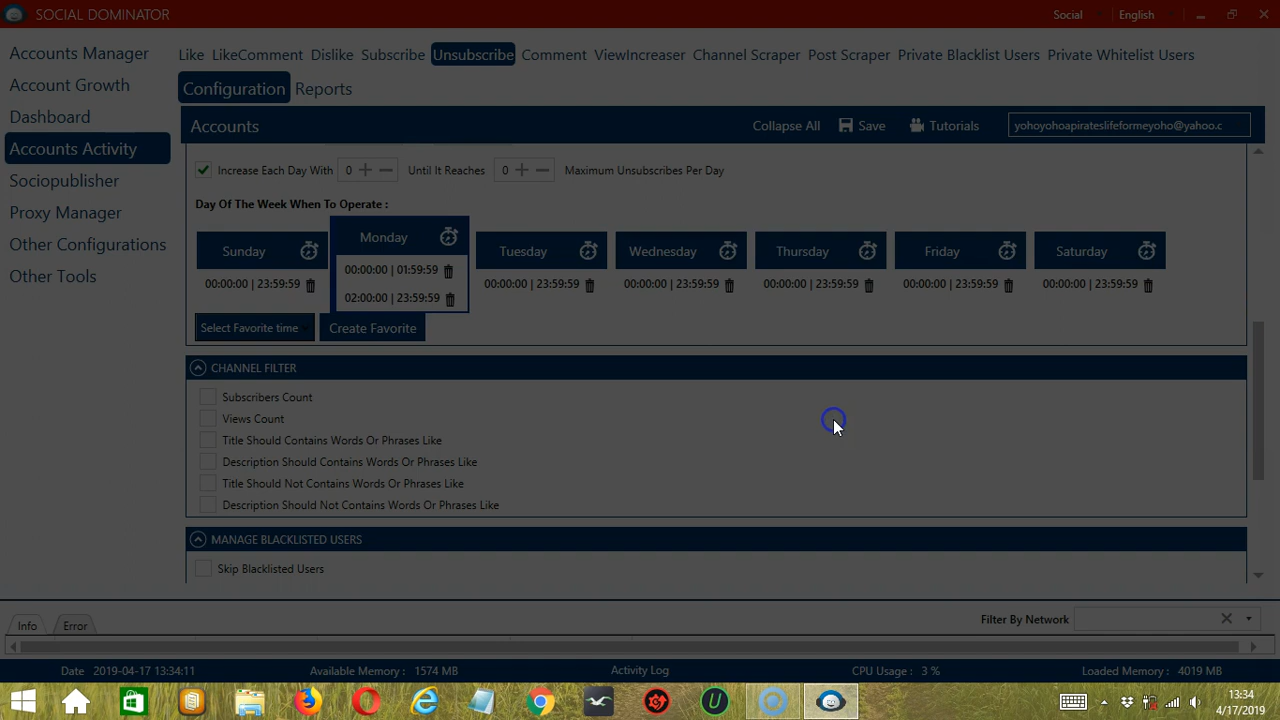 SOCIAL DOMINATOR
Social
English
Accounts Manager
Account Growth
Dashboard
Accounts Activity
Sociopublisher
Proxy Manager
Other Configurations
Other Tools
Like LikeComment Dislike Subscribe Unsubscribe Comment ViewIncreaser Channel Scraper Post Scraper Private Blacklist Users Private Whitelist Users
Configuration Reports
Accounts Collapse All Save Tutorials yohoyohoapirateslifeformeyoho@yahoo.c
Increase Each Day With 0 Until It Reaches 0 Maximum Unsubscribes Per Day
Day Of The Week When To Operate :
Sunday Monday Tuesday Wednesday Thursday Friday Saturday
00:00:00 | 23:59:59 00:00:00 | 01:59:59 00:00:00 | 23:59:59 00:00:00 | 23:59:59 00:00:00 | 23:59:59 00:00:00 | 23:59:59 00:00:00 | 23:59:59
02:00:00 | 23:59:59
Select Favorite time Create Favorite
CHANNEL FILTER
Subscribers Count
Views Count
Title Should Contains Words Or Phrases Like
Description Should Contains Words Or Phrases Like
Title Should Not Contains Words Or Phrases Like
Description Should Not Contains Words Or Phrases Like
MANAGE BLACKLISTED USERS
Skip Blacklisted Users
Info Error Filter By Network
Date 2019-04-17 13:34:11 Available Memory : 1574 MB Activity Log CPU Usage : 3 % Loaded Memory : 4019 MB
13:34
4/17/2019